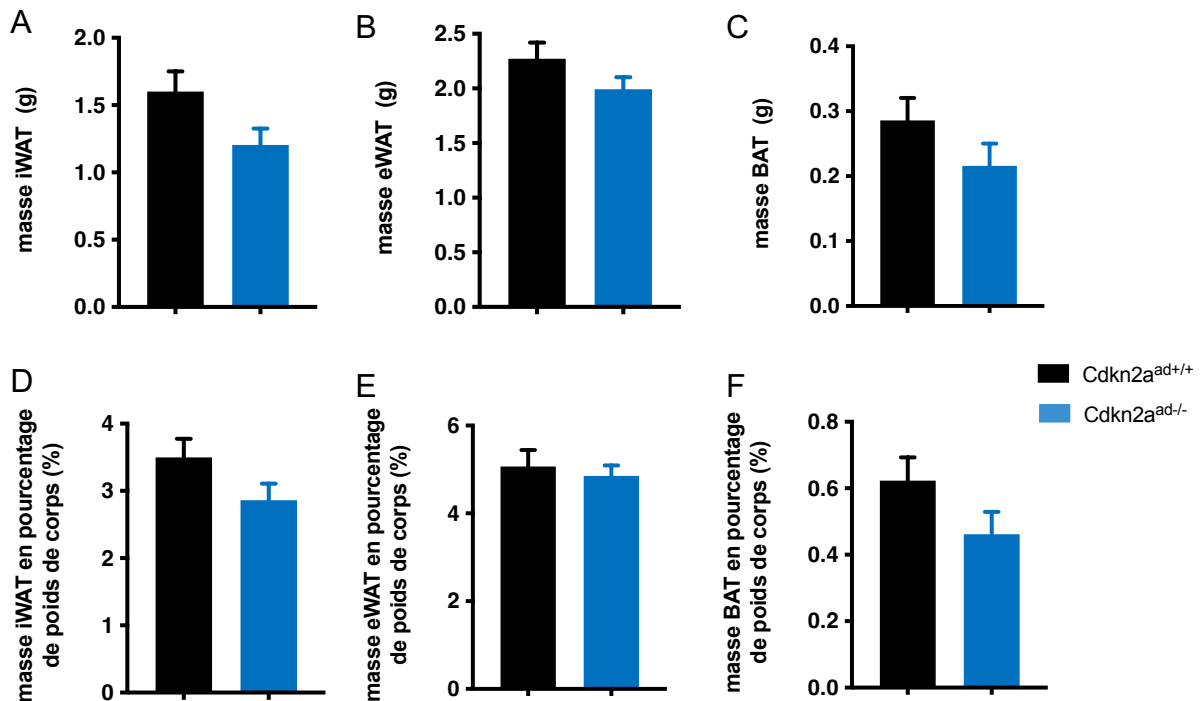 A
masse iWAT (g)
2.0
1.5
1.0
0.5
0.0
B
masse eWAT (g)
2.5
2.0
2.5
1.0
0.5
0.0
C
masse BAT (g)
0.4
0.3
0.2
0.1
0.0
D
masse iWAT en pourcentage
de poids de corps (%)
4
3
2
1
0
E
masse eWAT en pourcentage
de poids de corps (%)
6
4
2
0
F
masse BAT en pourcentage
de poids de corps (%)
0.8
0.6
0.4
0.2
0.0
Cdkn2aad+/+
Cdkn2aad-/-